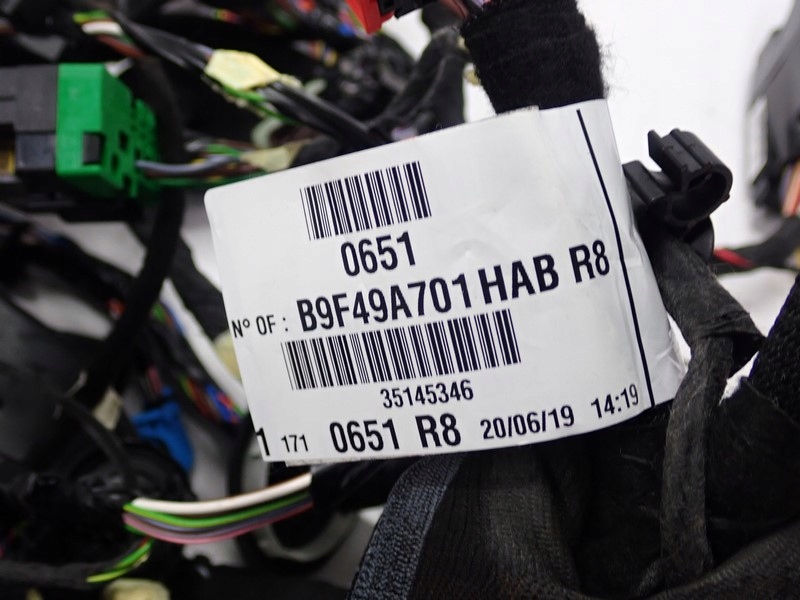 0651
N° OF : B9F49A701 HAB R8
35145346
1 171 0651 R8 20/06/19 14:19